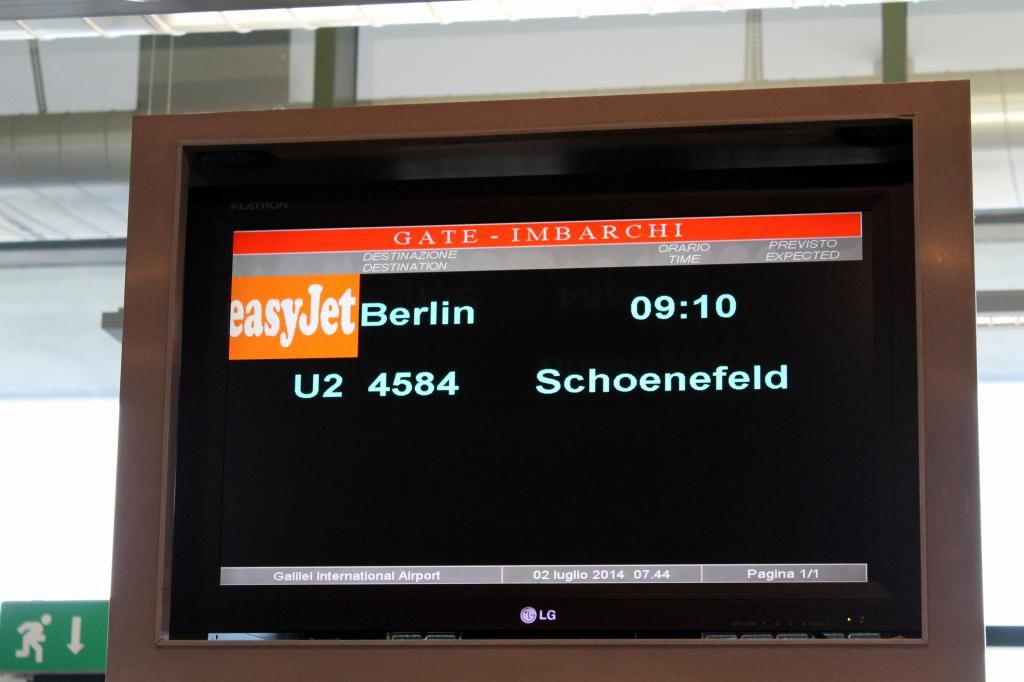 FLATRON
GATE - IMBARCHI
DESTINAZIONE ORARIO PREVISTO
DESTINATION TIME EXPECTED
easyJet Berlin 09:10
U2 4584 Schoenefeld
Galilei International Airport 02 luglio 2014 07.44 Pagina 1/1
LG